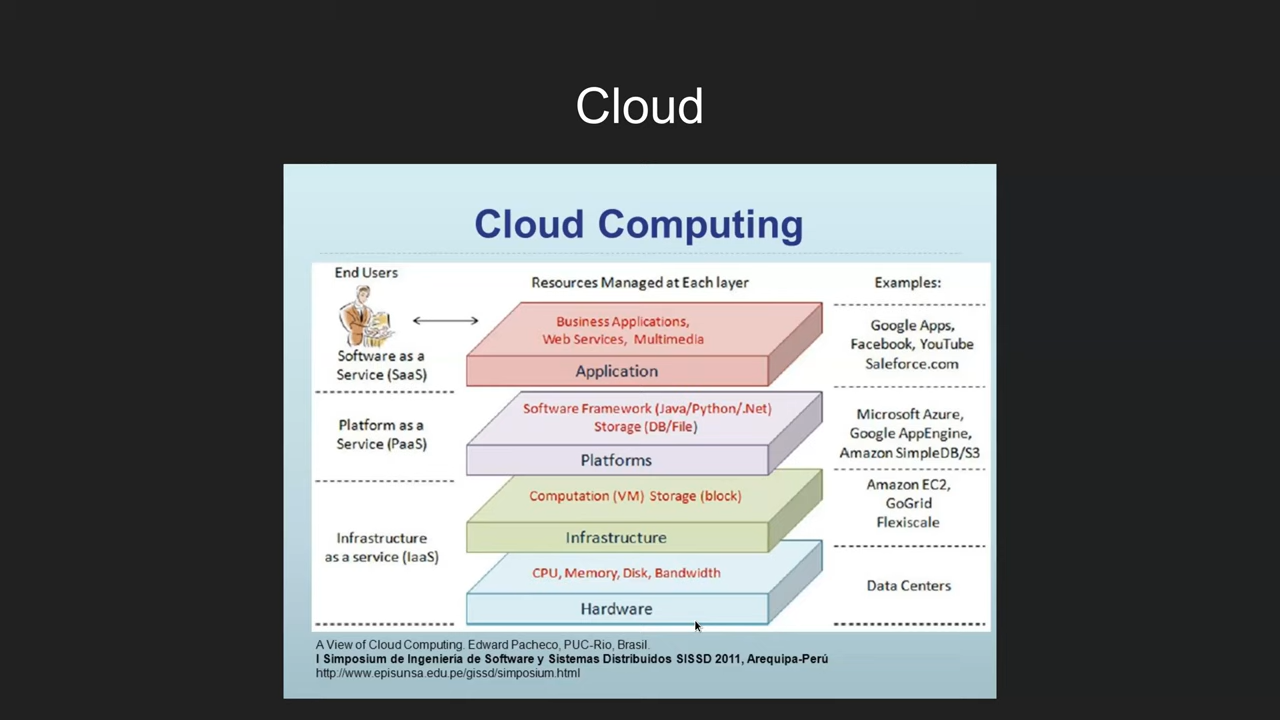 Cloud
Cloud Computing
End Users
Resources Managed at Each layer
Examples:
Business Applications,
Web Services, Multimedia
Application
Software as a
Service (SaaS)
Google Apps,
Facebook, YouTube
Saleforce.com
Software Framework (Java/Python/.Net)
Storage (DB/File)
Platforms
Platform as a
Service (PaaS)
Microsoft Azure,
Google AppEngine,
Amazon SimpleDB/S3
Computation (VM) Storage (block)
Infrastructure
Amazon EC2,
GoGrid
Flexiscale
Infrastructure
as a service (IaaS)
CPU, Memory, Disk, Bandwidth
Hardware
Data Centers
A View of Cloud Computing. Edward Pacheco, PUC-Rio, Brasil.
I Simposium de Ingenieria de Software y Sistemas Distribuidos SISSD 2011, Arequipa-Perú
http://www.episunsa.edu.pe/gissd/simposium.html